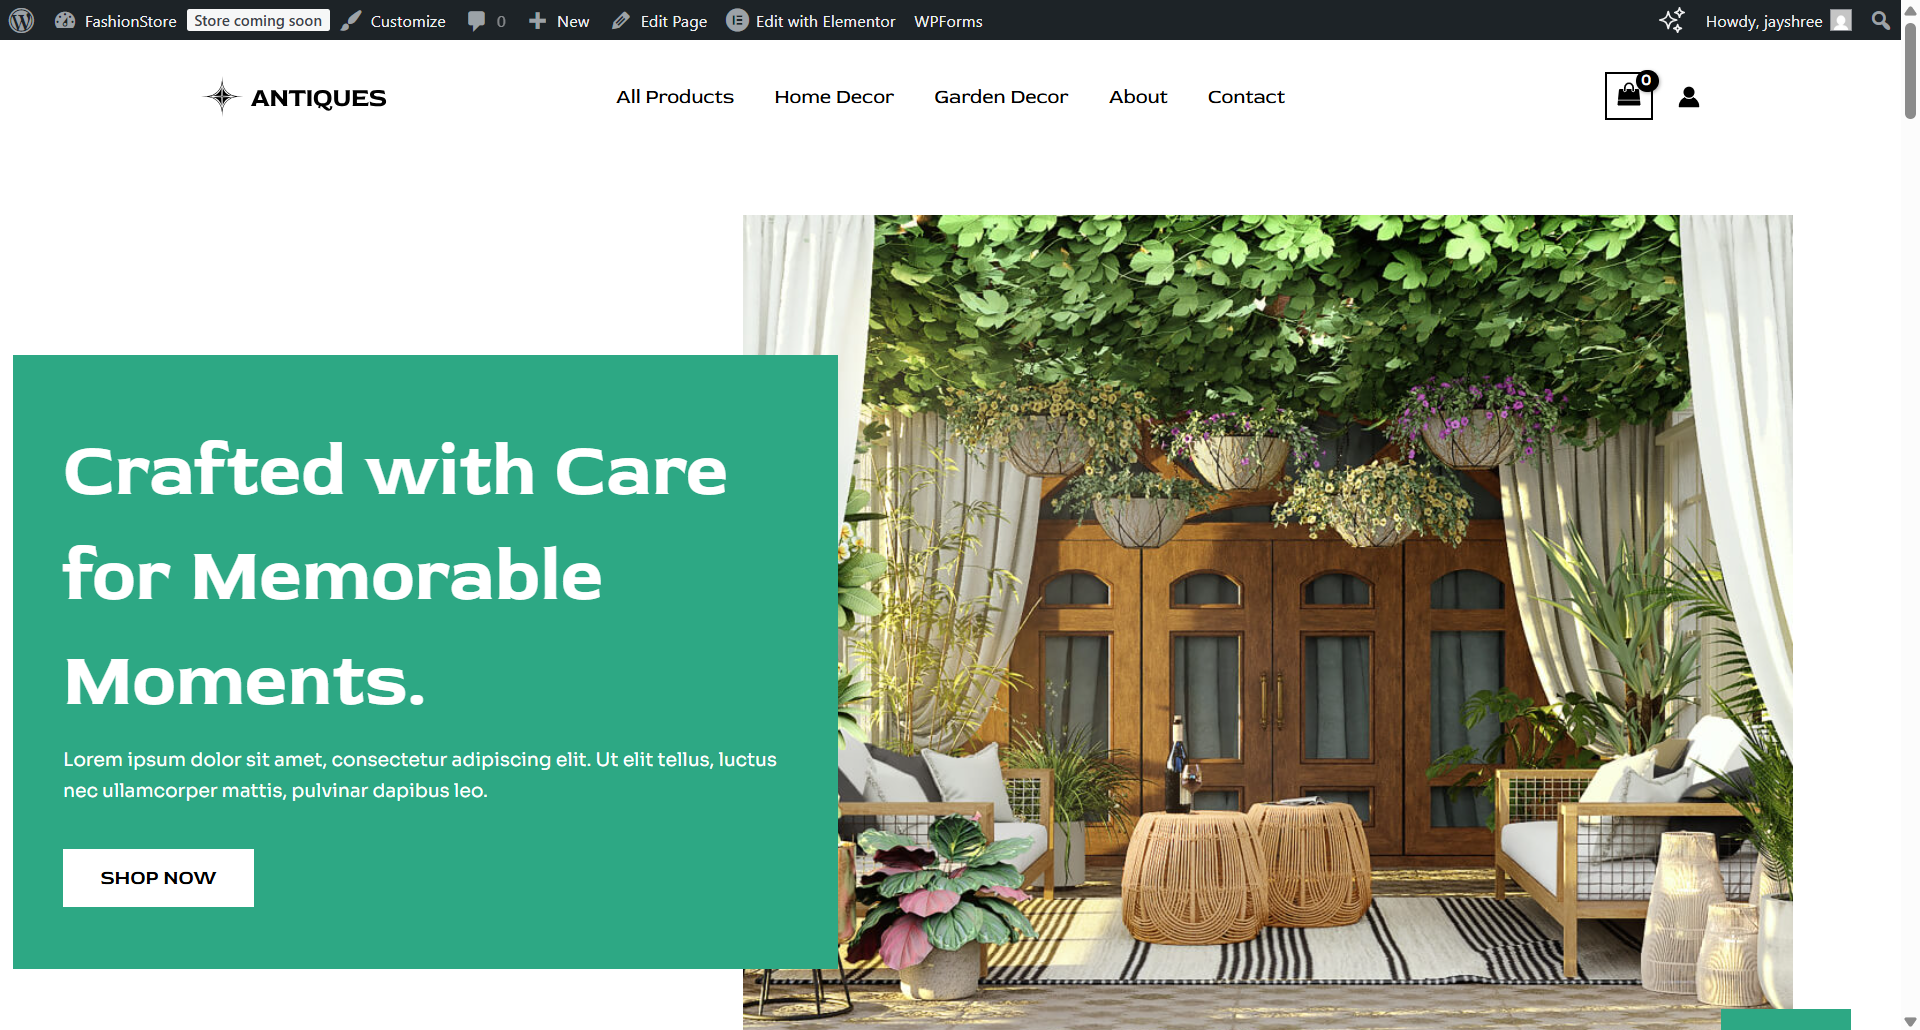 FashionStore Store coming soon Customize 0 New Edit Page Edit with Elementor WPForms Howdy, jayshree
ANTIQUES All Products Home Decor Garden Decor About Contact 0
Crafted with Care
for Memorable
Moments.
Lorem ipsum dolor sit amet, consectetur adipiscing elit. Ut elit tellus, luctus
nec ullamcorper mattis, pulvinar dapibus leo.
SHOP NOW